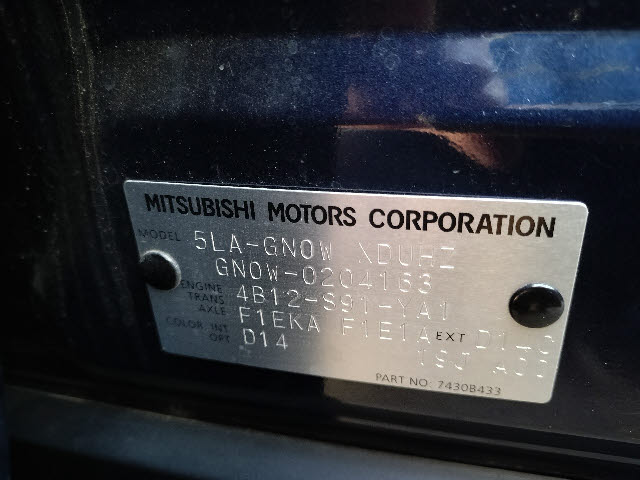 MITSUBISHI MOTORS CORPORATION
MODEL 5LA-GN0W XDUHZ
GN0W-0204163
ENGINE 4B12-S91-YA1
TRANS AXLE F1EKA F1E1A
COLOR INT OPT D14 EXT
PART NO. 7430B433